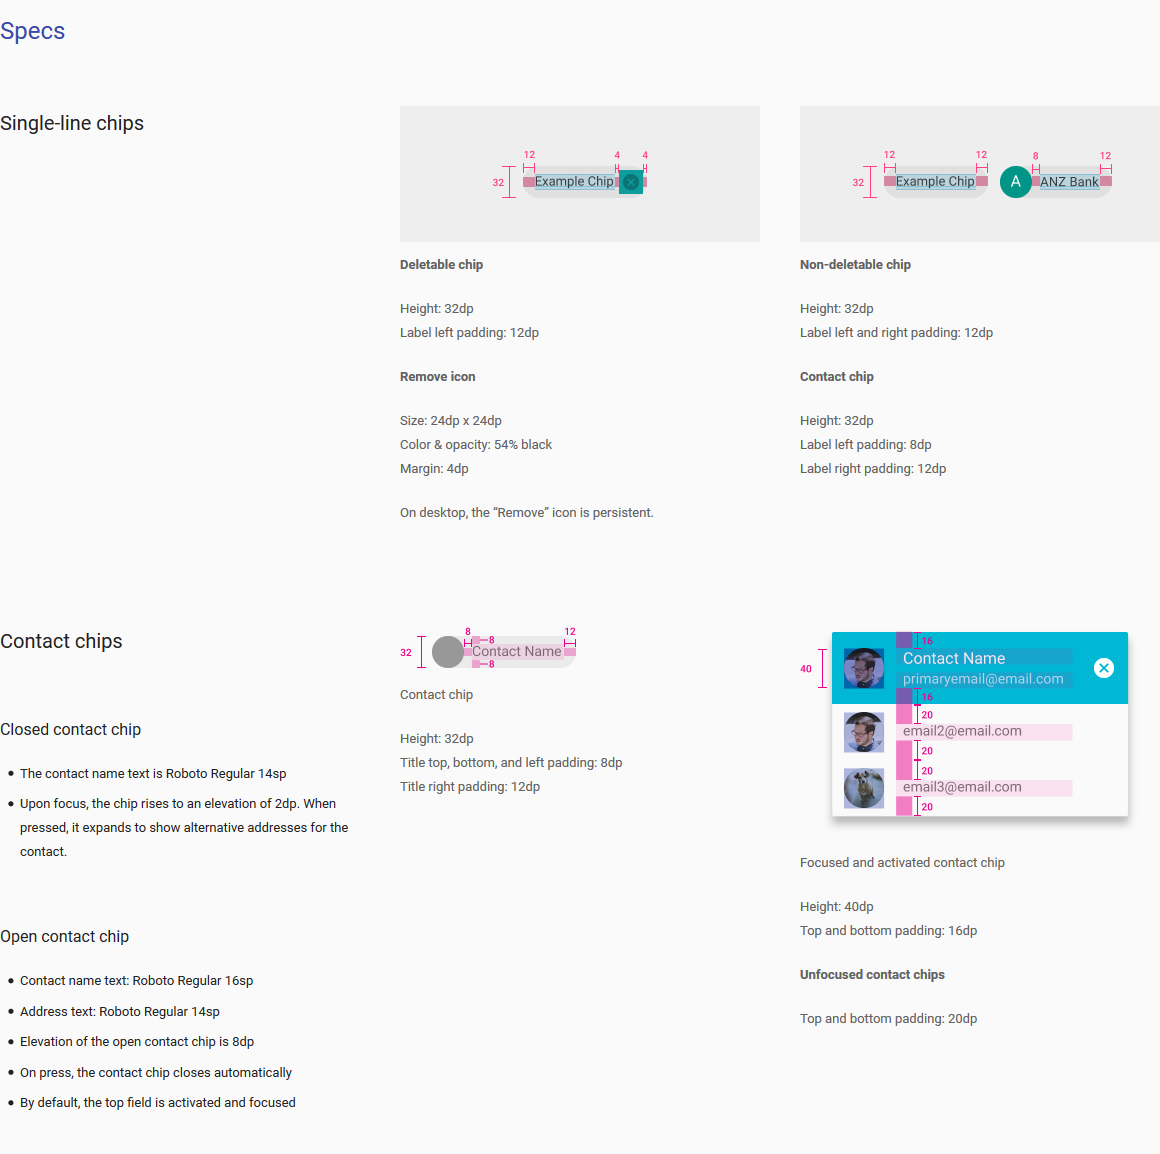 Specs
Single-line chips
12 4 4
32 Example Chip
12 12 8 12
32 Example Chip A ANZ Bank
Deletable chip
Height: 32dp
Label left padding: 12dp
Remove icon
Size: 24dp x 24dp
Color & opacity: 54% black
Margin: 4dp
On desktop, the “Remove” icon is persistent.
Non-deletable chip
Height: 32dp
Label left and right padding: 12dp
Contact chip
Height: 32dp
Label left padding: 8dp
Label right padding: 12dp
Contact chips
Closed contact chip
The contact name text is Roboto Regular 14sp
Upon focus, the chip rises to an elevation of 2dp. When
pressed, it expands to show alternative addresses for the
contact.
Open contact chip
Contact name text: Roboto Regular 16sp
Address text: Roboto Regular 14sp
Elevation of the open contact chip is 8dp
On press, the contact chip closes automatically
By default, the top field is activated and focused
8 8 12
32 Contact Name
8
Contact chip
Height: 32dp
Title top, bottom, and left padding: 8dp
Title right padding: 12dp
16
Contact Name
40
primaryemail@email.com
16
20
email2@email.com
20
20
email3@email.com
20
Focused and activated contact chip
Height: 40dp
Top and bottom padding: 16dp
Unfocused contact chips
Top and bottom padding: 20dp